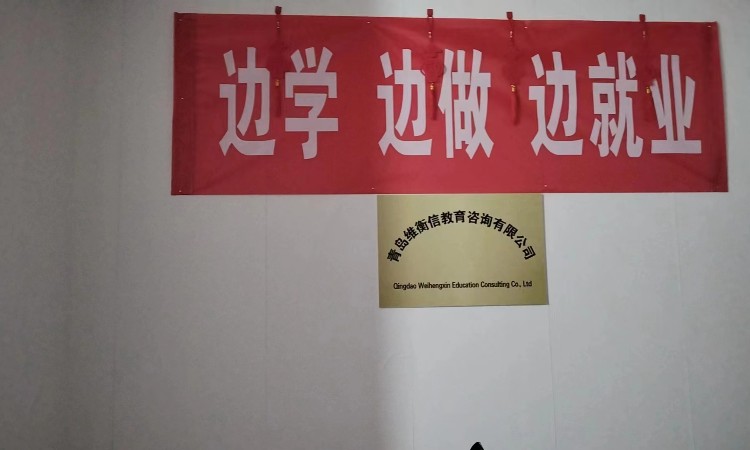 边学 边做 边就业
青岛维衡信教育咨询有限公司
Qingdao Weihengxin Education Consulting Co., Ltd